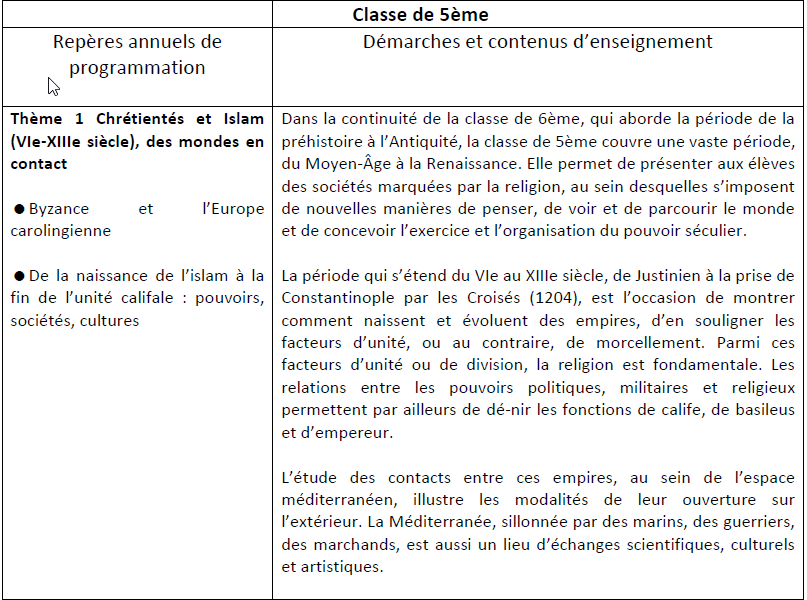 Classe de 5ème
Repères annuels de
programmation
Démarches et contenus d’enseignement
Thème 1 Chrétientés et Islam
(VIe-XIIIe siècle), des mondes en
contact
●Byzance et l’Europe
carolingienne
●De la naissance de l’islam à la
fin de l’unité califale : pouvoirs,
sociétés, cultures
Dans la continuité de la classe de 6ème, qui aborde la période de la
préhistoire à l’Antiquité, la classe de 5ème couvre une vaste période,
du Moyen-Âge à la Renaissance. Elle permet de présenter aux élèves
des sociétés marquées par la religion, au sein desquelles s’imposent
de nouvelles manières de penser, de voir et de parcourir le monde
et de concevoir l’exercice et l’organisation du pouvoir séculier.
La période qui s’étend du VIe au XIIIe siècle, de Justinien à la prise de
Constantinople par les Croisés (1204), est l’occasion de montrer
comment naissent et évoluent des empires, d’en souligner les
facteurs d’unité, ou au contraire, de morcellement. Parmi ces
facteurs d’unité ou de division, la religion est fondamentale. Les
relations entre les pouvoirs politiques, militaires et religieux
permettent par ailleurs de dé-nir les fonctions de calife, de basileus
et d’empereur.
L’étude des contacts entre ces empires, au sein de l’espace
méditerranéen, illustre les modalités de leur ouverture sur
l’extérieur. La Méditerranée, sillonnée par des marins, des guerriers,
des marchands, est aussi un lieu d’échanges scientifiques, culturels
et artistiques.